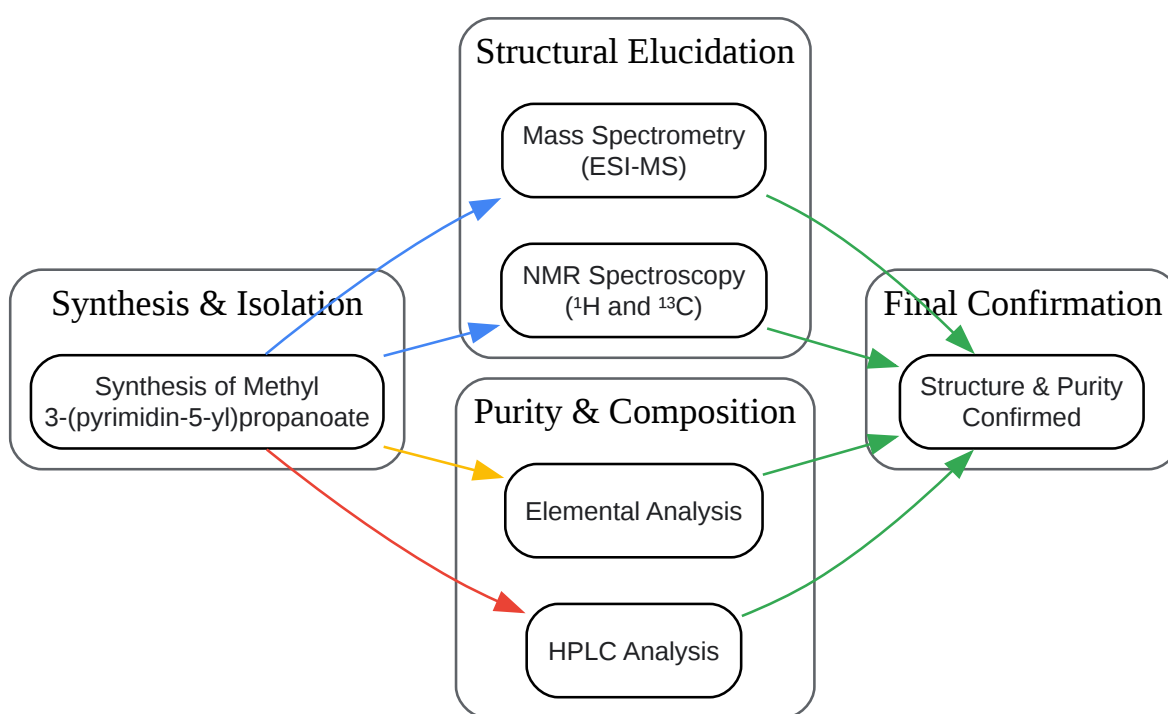 Structural Elucidation
Mass Spectrometry
(ESI-MS)
NMR Spectroscopy
(¹H and ¹³C)
Synthesis & Isolation
Synthesis of Methyl
3-(pyrimidin-5-yl)propanoate
Purity & Composition
Elemental Analysis
HPLC Analysis
Final Confirmation
Structure & Purity
Confirmed